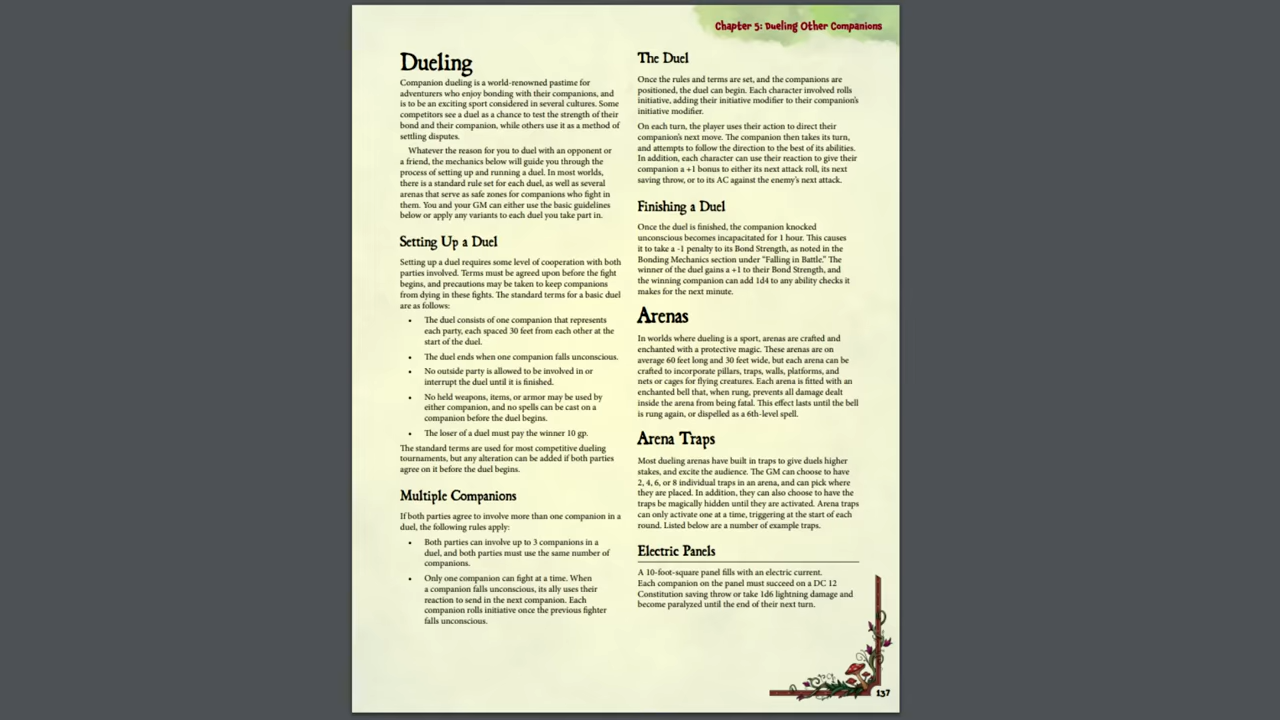 Chapter 5: Dueling Other Companions
Dueling
Companion dueling is a world-renowned pastime for
adventurers who enjoy bonding with their companions, and
is to be an exciting sport considered in several cultures. Some
competitors see a duel as a chance to test the strength of their
bond and their companion, while others use it as a method of
settling disputes.
Whatever the reason for you to duel with an opponent or
a friend, the mechanics below will guide you through the
process of setting up and running a duel. In most worlds,
there is a standard rule set for each duel, as well as several
arenas that serve as safe zones for companions who fight in
them. You and your GM can either use the basic guidelines
below or apply any variants to each duel you take part in.
Setting Up a Duel
Setting up a duel requires some level of cooperation with both
parties involved. Terms must be agreed upon before the fight
begins, and precautions may be taken to keep companions
from dying in these fights. The standard terms for a basic duel
are as follows:
• The duel consists of one companion that represents
each party, each spaced 30 feet from each other at the
start of the duel.
• The duel ends when one companion falls unconscious.
• No outside party is allowed to be involved in or
interrupt the duel until it is finished.
• No held weapons, items, or armor may be used by
either companion, and no spells can be cast on a
companion before the duel begins.
• The loser of a duel must pay the winner 10 gp.
The standard terms are used for most competitive dueling
tournaments, but any alteration can be added if both parties
agree on it before the duel begins.
Multiple Companions
If both parties agree to involve more than one companion in a
duel, the following rules apply:
• Both parties can involve up to 3 companions in a
duel, and both parties must use the same number of
companions.
• Only one companion can fight at a time. When
a companion falls unconscious, its ally uses their
reaction to send in the next companion. Each
companion rolls initiative once the previous fighter
falls unconscious.
The Duel
Once the rules and terms are set, and the companions are
positioned, the duel can begin. Each character involved rolls
initiative, adding their initiative modifier to their companion's
initiative modifier.
On each turn, the player uses their action to direct their
companion's next move. The companion then takes its turn,
and attempts to follow the direction to the best of its abilities.
In addition, each character can use their reaction to give their
companion a +1 bonus to either its next attack roll, its next
saving throw, or to its AC against the enemy's next attack.
Finishing a Duel
Once the duel is finished, the companion knocked
unconscious becomes incapacitated for 1 hour. This causes
it to take a -1 penalty to its Bond Strength, as noted in the
Bonding Mechanics section under "Falling in Battle." The
winner of the duel gains a +1 to their Bond Strength, and
the winning companion can add 1d4 to any ability checks it
makes for the next minute.
Arenas
In worlds where dueling is a sport, arenas are crafted and
enchanted with a protective magic. These arenas are on
average 60 feet long and 30 feet wide, but each arena can be
crafted to incorporate pillars, traps, walls, platforms, and
nets or cages for flying creatures. Each arena is fitted with an
enchanted bell that, when rung, prevents all damage dealt
inside the arena from being fatal. This effect lasts until the bell
is rung again, or dispelled as a 6th-level spell.
Arena Traps
Most dueling arenas have built in traps to give duels higher
stakes, and excite the audience. The GM can choose to have
2, 4, 6, or 8 individual traps in an arena, and can pick where
they are placed. In addition, they can also choose to have the
traps be magically hidden until they are activated. Arena traps
can only activate one at a time, triggering at the start of each
round. Listed below are a number of example traps.
Electric Panels
A 10-foot-square panel fills with an electric current.
Each companion on the panel must succeed on a DC 12
Constitution saving throw or take 1d6 lightning damage and
become paralyzed until the end of their next turn.
137